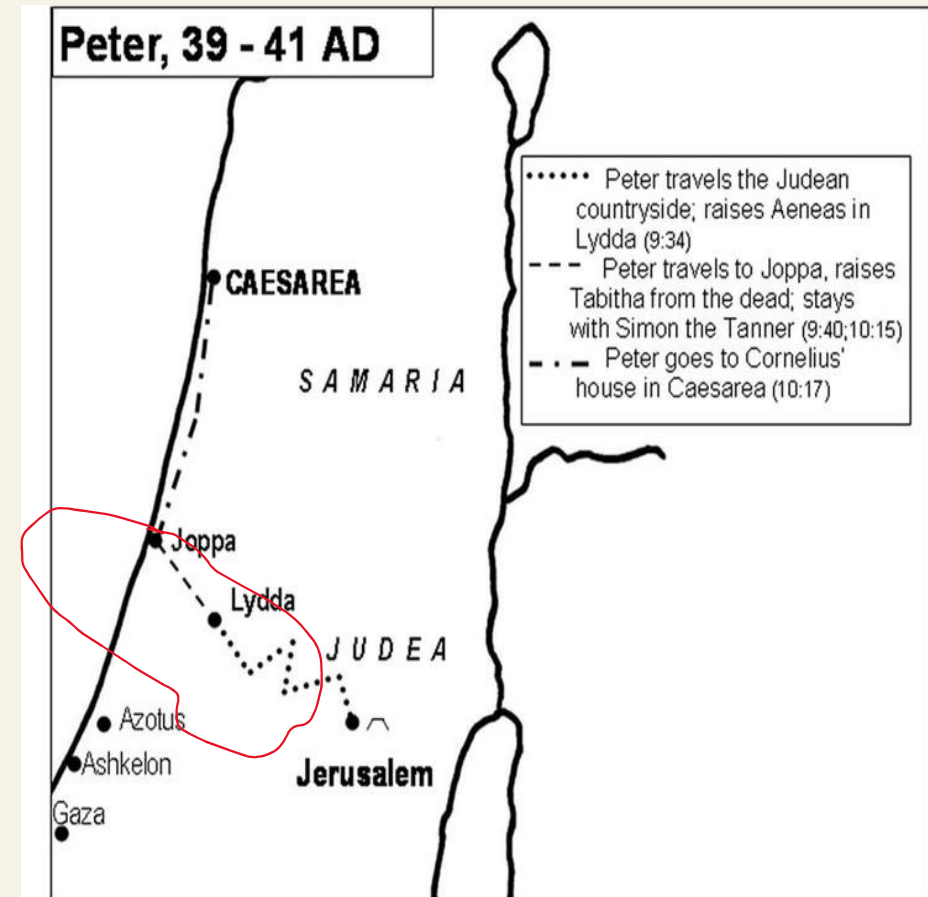 Peter, 39 - 41 AD
Peter travels the Judean
countryside; raises Aeneas in
Lydda (9:34)
Peter travels to Joppa, raises
Tabitha from the dead; stays
with Simon the Tanner (9:40;10:15)
Peter goes to Cornelius'
house in Caesarea (10:17)
CAESAREA
SAMARIA
Joppa
Lydda
JUDEA
Azotus
Ashkelon
Jerusalem
Gaza